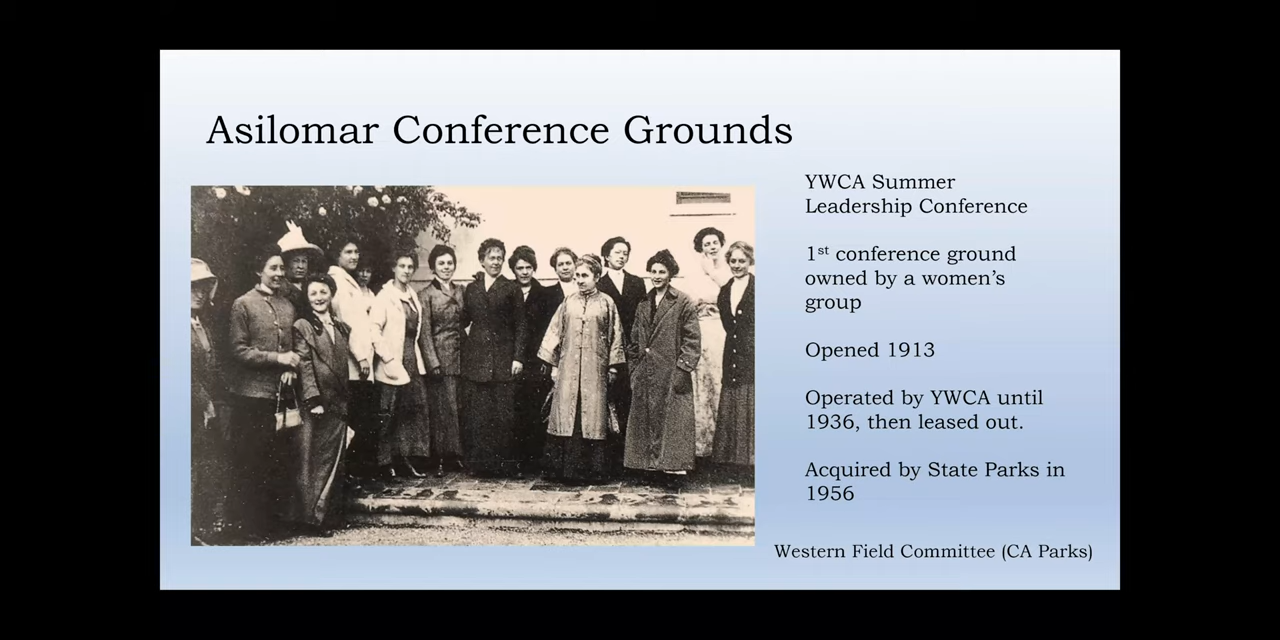 Asilomar Conference Grounds
YWCA Summer
Leadership Conference
1st conference ground
owned by a women's
group
Opened 1913
Operated by YWCA until
1936, then leased out.
Acquired by State Parks in
1956
Western Field Committee (CA Parks)